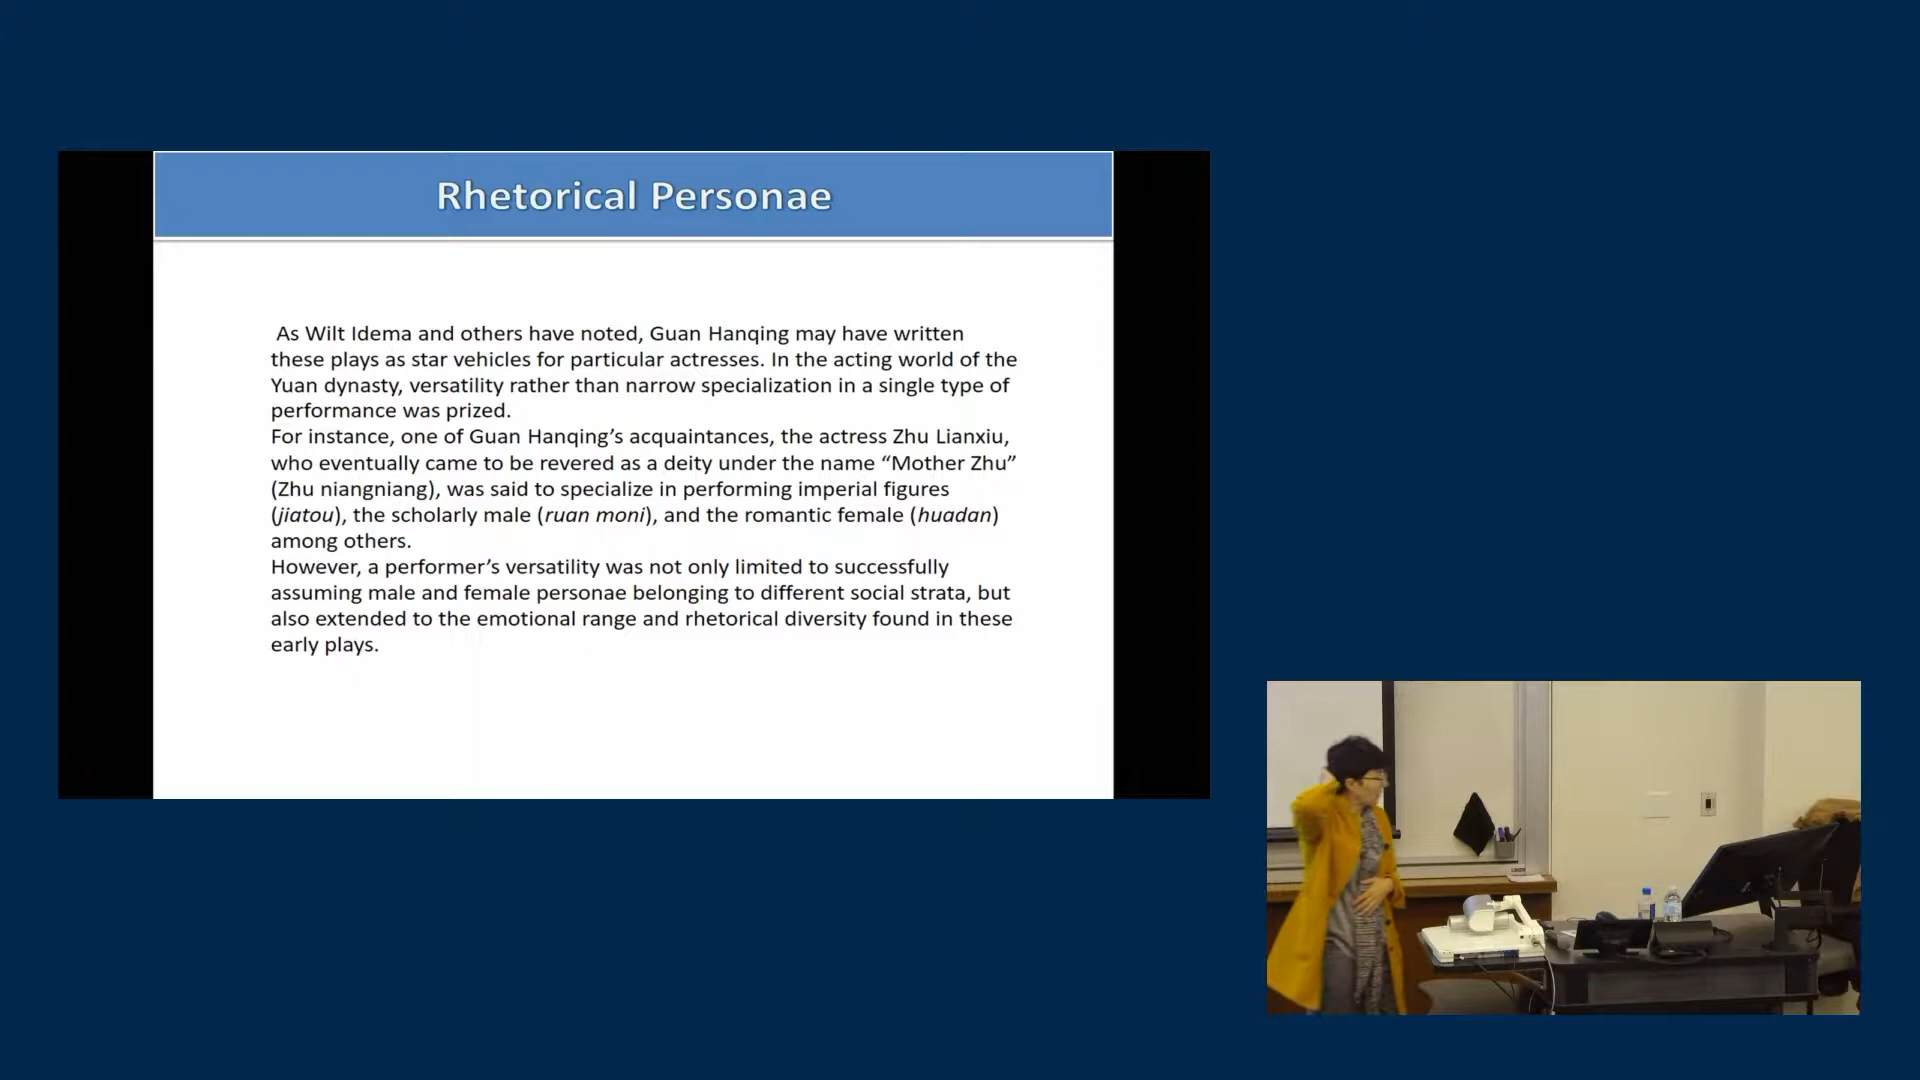 Rhetorical Personae
As Wilt Idema and others have noted, Guan Hanqing may have written
these plays as star vehicles for particular actresses. In the acting world of the
Yuan dynasty, versatility rather than narrow specialization in a single type of
performance was prized.
For instance, one of Guan Hanqing’s acquaintances, the actress Zhu Lianxiu,
who eventually came to be revered as a deity under the name “Mother Zhu”
(Zhu niangniang), was said to specialize in performing imperial figures
(jiatou), the scholarly male (ruan moni), and the romantic female (huadan)
among others.
However, a performer’s versatility was not only limited to successfully
assuming male and female personae belonging to different social strata, but
also extended to the emotional range and rhetorical diversity found in these
early plays.